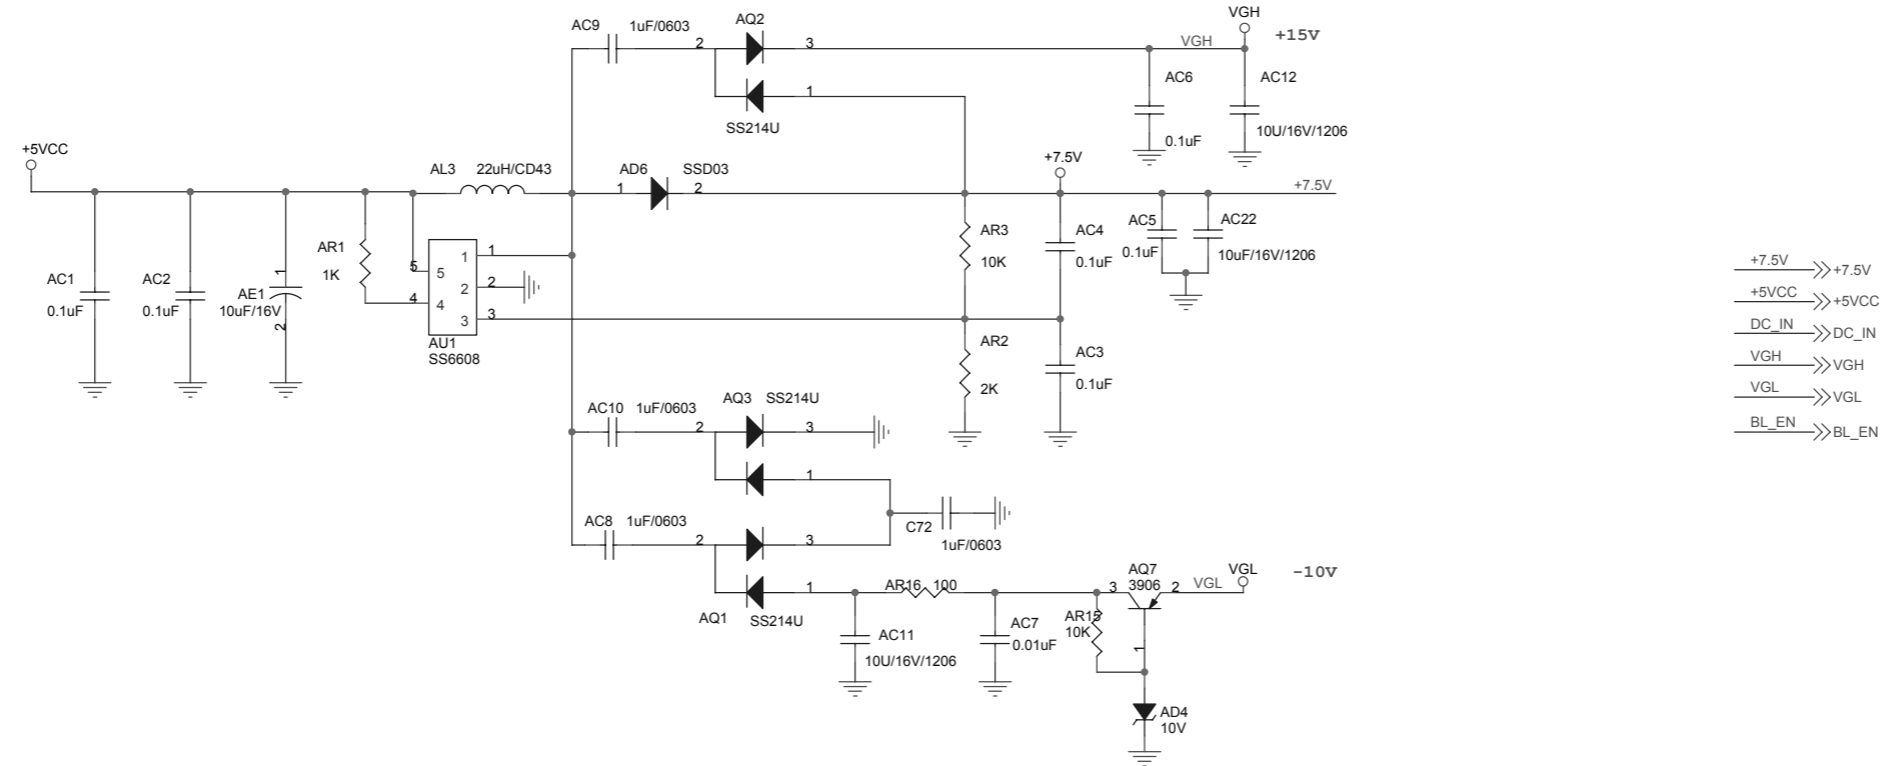 AC9 1uF/0603
2
AQ2
3
VGH
VGH
+15V
AC6
0.1uF
AC12
10U/16V/1206
1
SS214U
+5VCC
AL3 22uH/CD43
AD6 SSD03
1
2
+7.5V
+7.5V
AC1
0.1uF
AC2
0.1uF
AE1
10uF/16V
1
2
AR1
1K
5
4
5
4
1
2
3
1
2
3
AU1
SS6608
AR3
10K
AC4
0.1uF
AC5
0.1uF
AC22
10uF/16V/1206
AR2
2K
AC3
0.1uF
AC10 1uF/0603
2
AQ3 SS214U
3
1
AC8 1uF/0603
2
3
C72
1uF/0603
1
AQ1 SS214U
AR16 100
AC11
10U/16V/1206
AC7
0.01uF
AR15
10K
3
AQ7
3906
2
VGL
VGL
-10V
1
AD4
10V
+7.5V +7.5V
+5VCC +5VCC
DC_IN DC_IN
VGH VGH
VGL VGL
BL_EN BL_EN